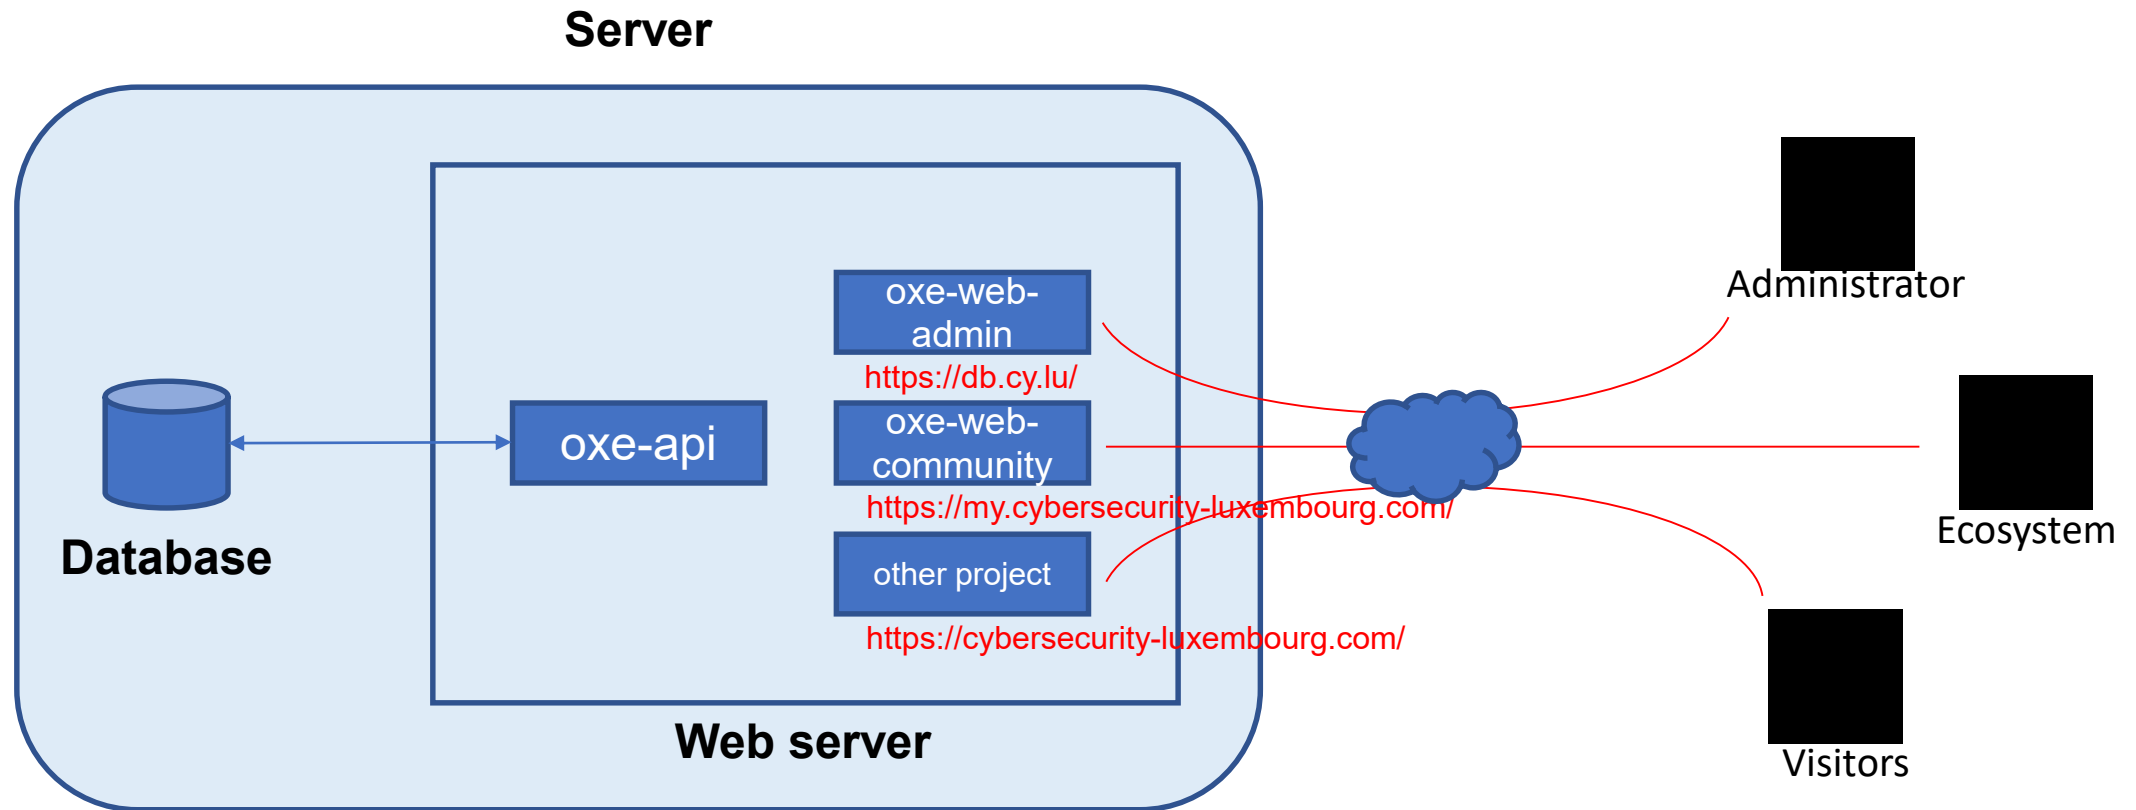 Server
oxe-web-
admin
https://db.cy.lu/
oxe-api
oxe-web-
community
https://my.cybersecurity-luxembourg.com/
other project
https://cybersecurity-luxembourg.com/
Database
Web server
Administrator
Ecosystem
Visitors